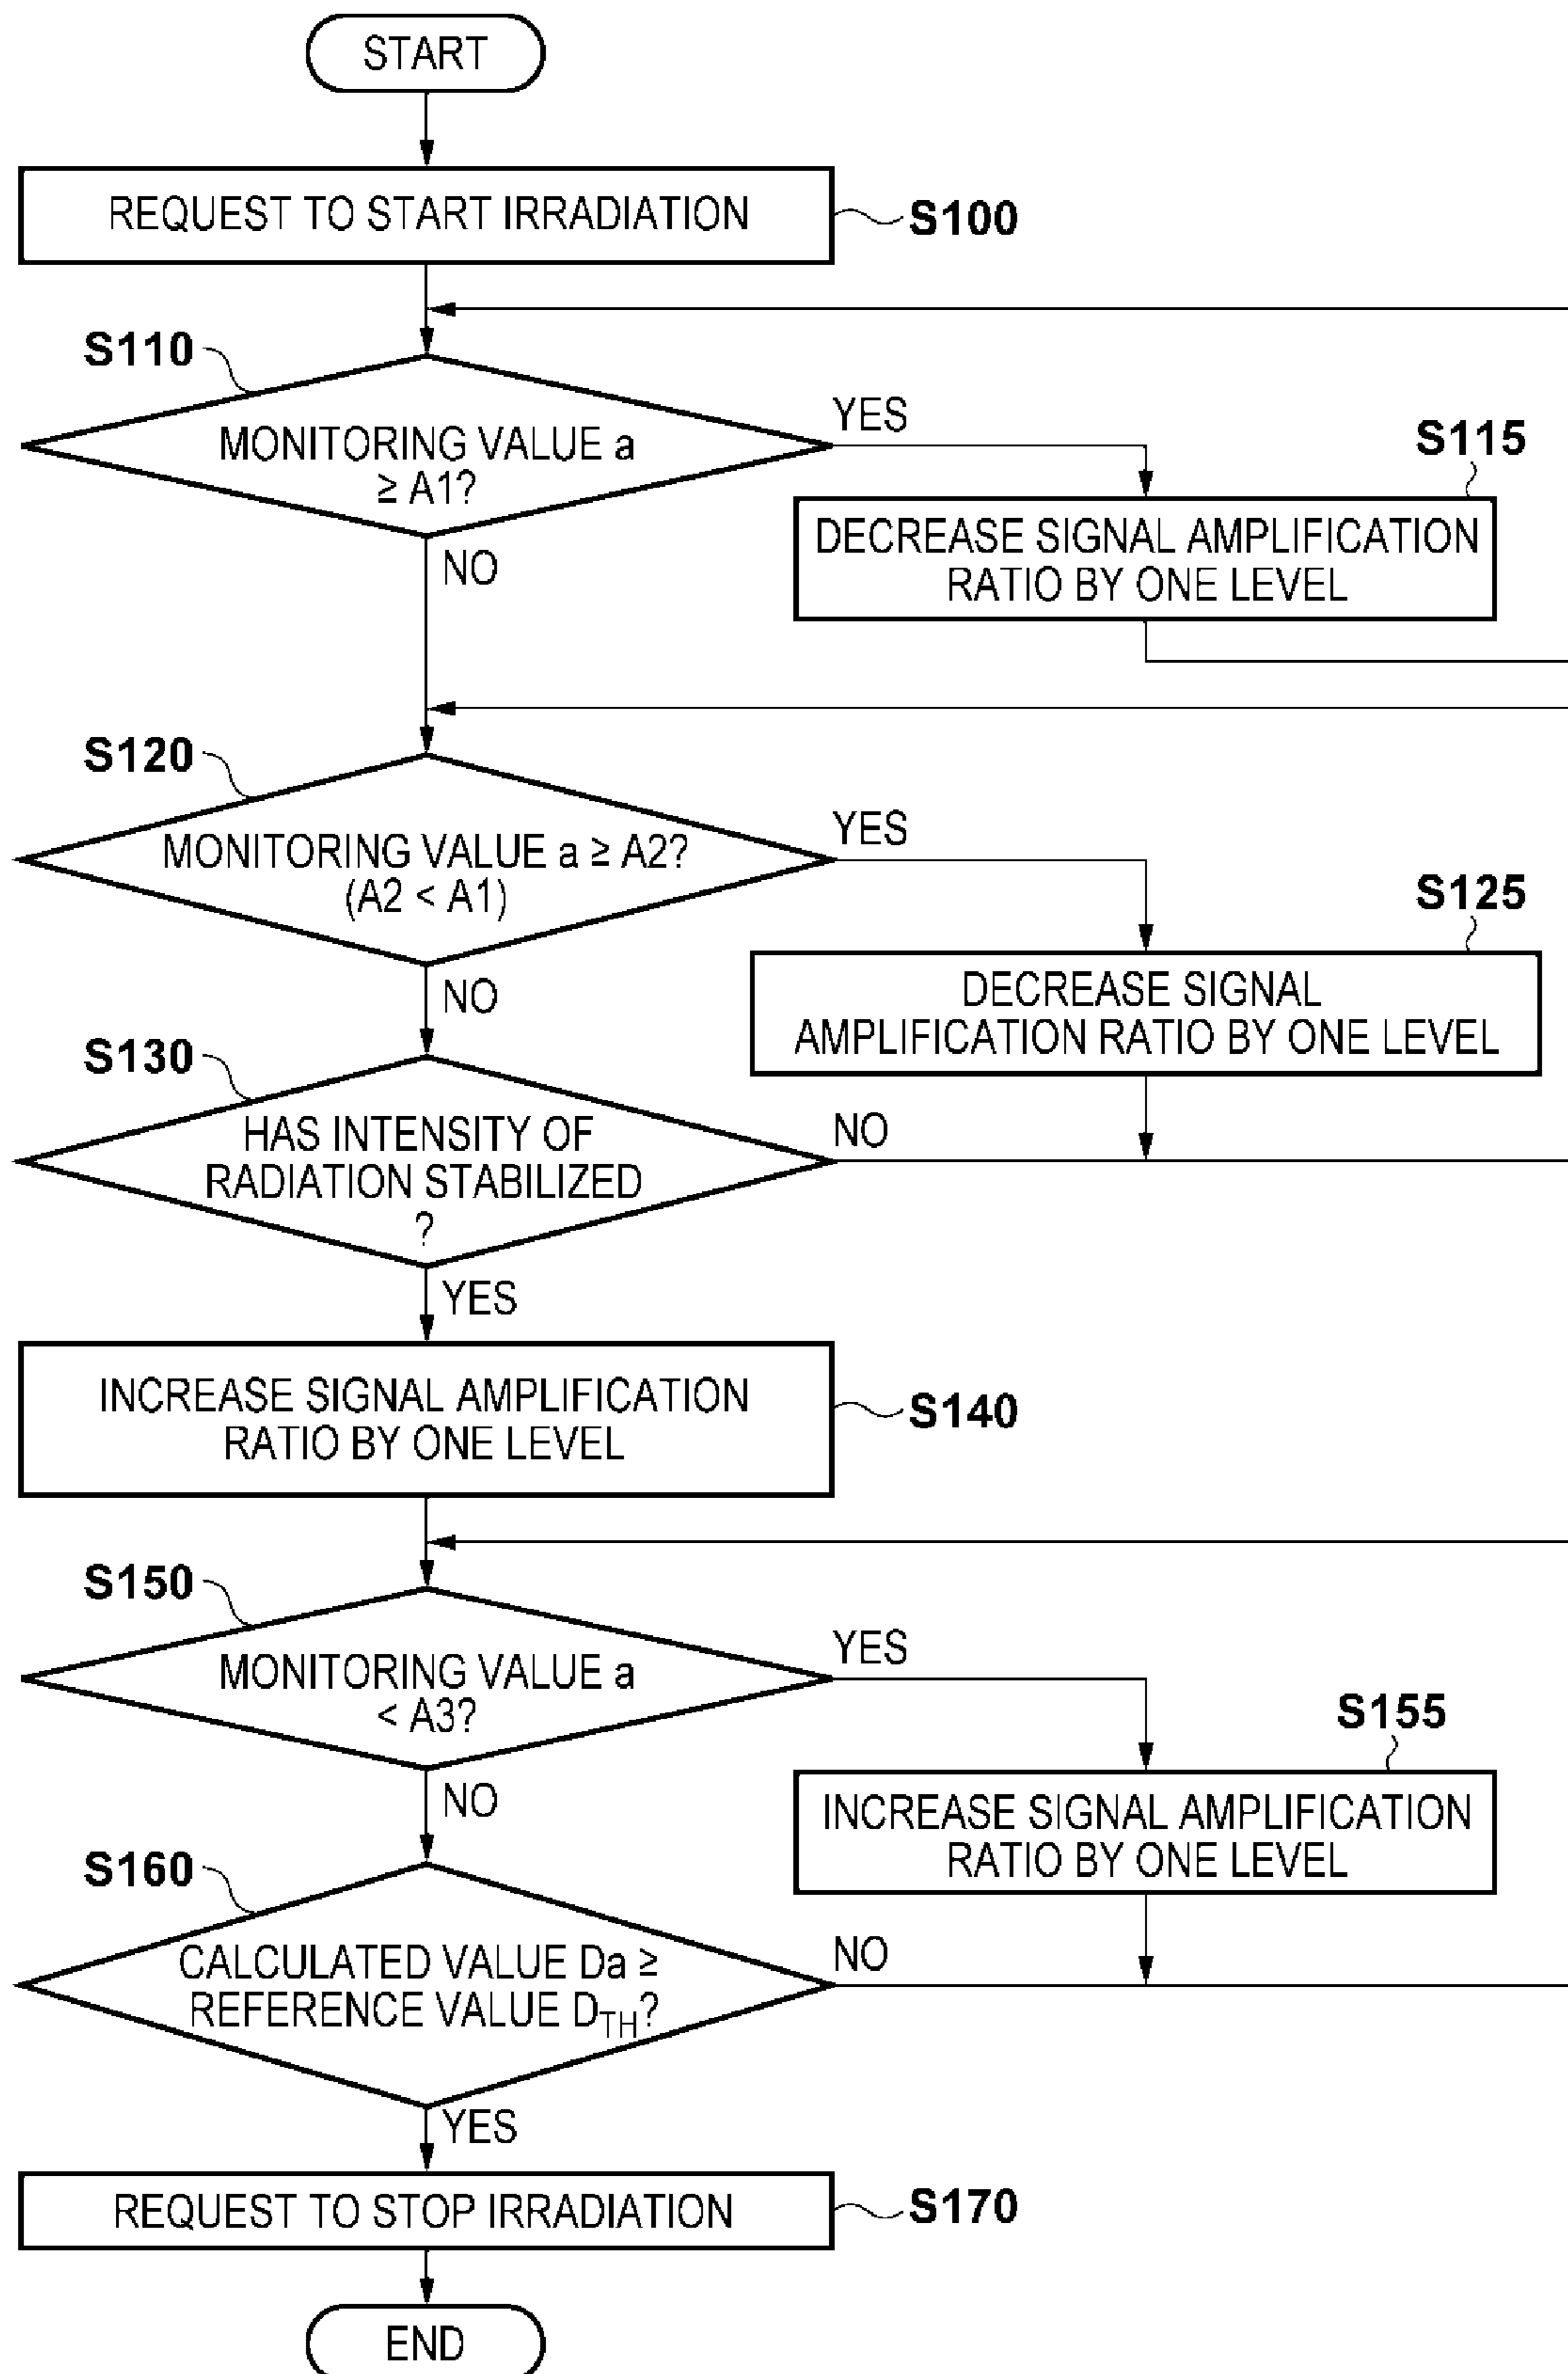 START
REQUEST TO START IRRADIATION
S100
S110
MONITORING VALUE a
≥ A1?
YES
S115
DECREASE SIGNAL AMPLIFICATION
RATIO BY ONE LEVEL
NO
S120
MONITORING VALUE a ≥ A2?
(A2 < A1)
YES
S125
DECREASE SIGNAL
AMPLIFICATION RATIO BY ONE LEVEL
NO
S130
HAS INTENSITY OF
RADIATION STABILIZED
?
NO
YES
INCREASE SIGNAL AMPLIFICATION
RATIO BY ONE LEVEL
S140
S150
MONITORING VALUE a
< A3?
YES
S155
INCREASE SIGNAL AMPLIFICATION
RATIO BY ONE LEVEL
NO
S160
CALCULATED VALUE Da ≥
REFERENCE VALUE DTH?
NO
YES
REQUEST TO STOP IRRADIATION
S170
END